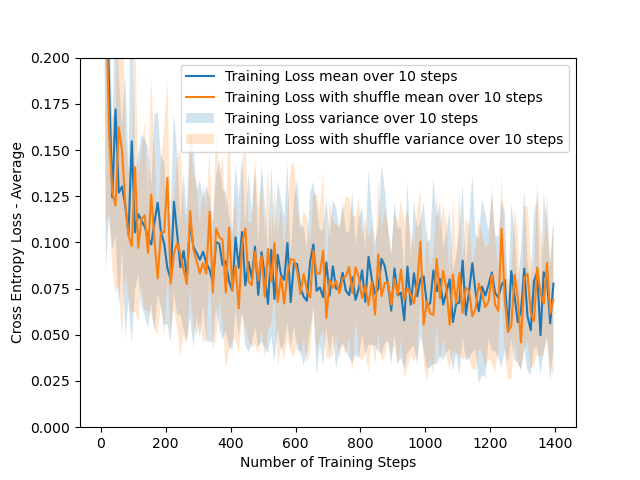 0.200
0.175
0.150
0.125
0.100
0.075
0.050
0.025
0.000
Cross Entropy Loss - Average
Training Loss mean over 10 steps
Training Loss with shuffle mean over 10 steps
Training Loss variance over 10 steps
Training Loss with shuffle variance over 10 steps
0 200 400 600 800 1000 1200 1400
Number of Training Steps